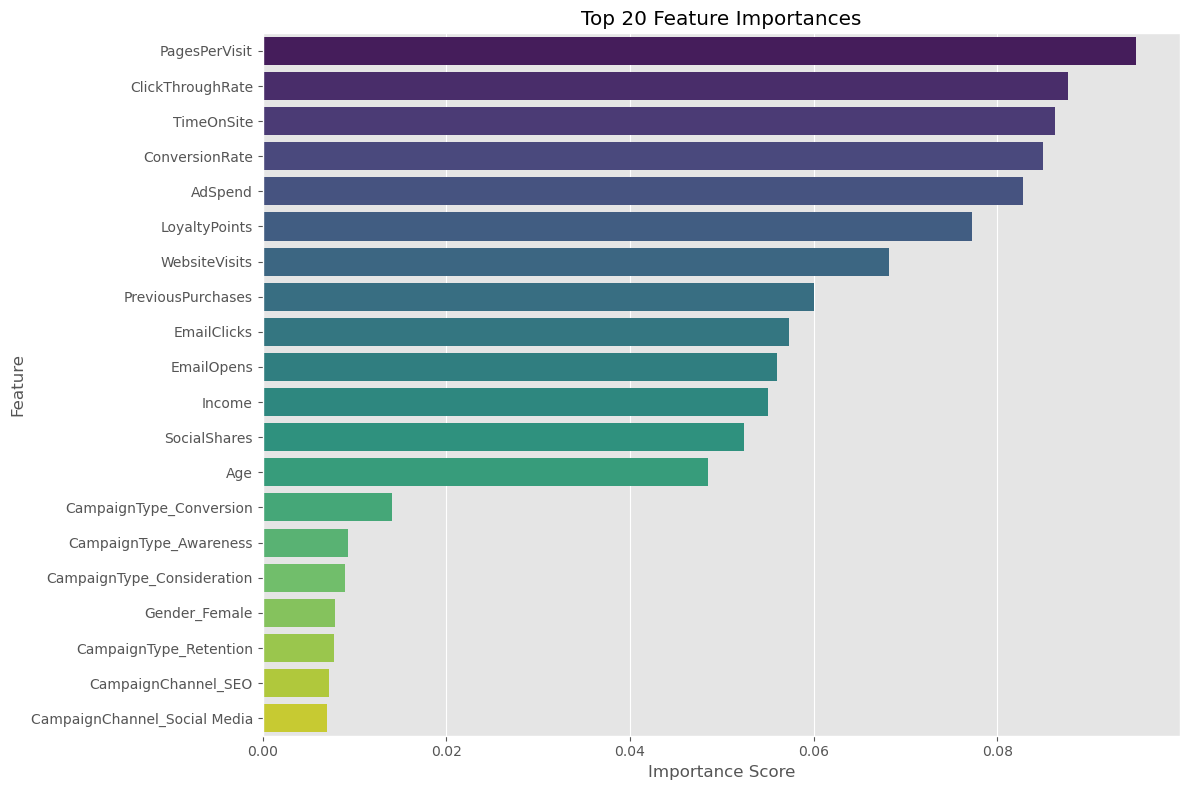 Top 20 Feature Importances
PagesPerVisit
ClickThroughRate
TimeOnSite
ConversionRate
AdSpend
LoyaltyPoints
WebsiteVisits
PreviousPurchases
EmailClicks
EmailOpens
Income
SocialShares
Age
CampaignType_Conversion
CampaignType_Awareness
CampaignType_Consideration
Gender_Female
CampaignType_Retention
CampaignChannel_SEO
CampaignChannel_Social Media
Feature
0.00 0.02 0.04 0.06 0.08
Importance Score